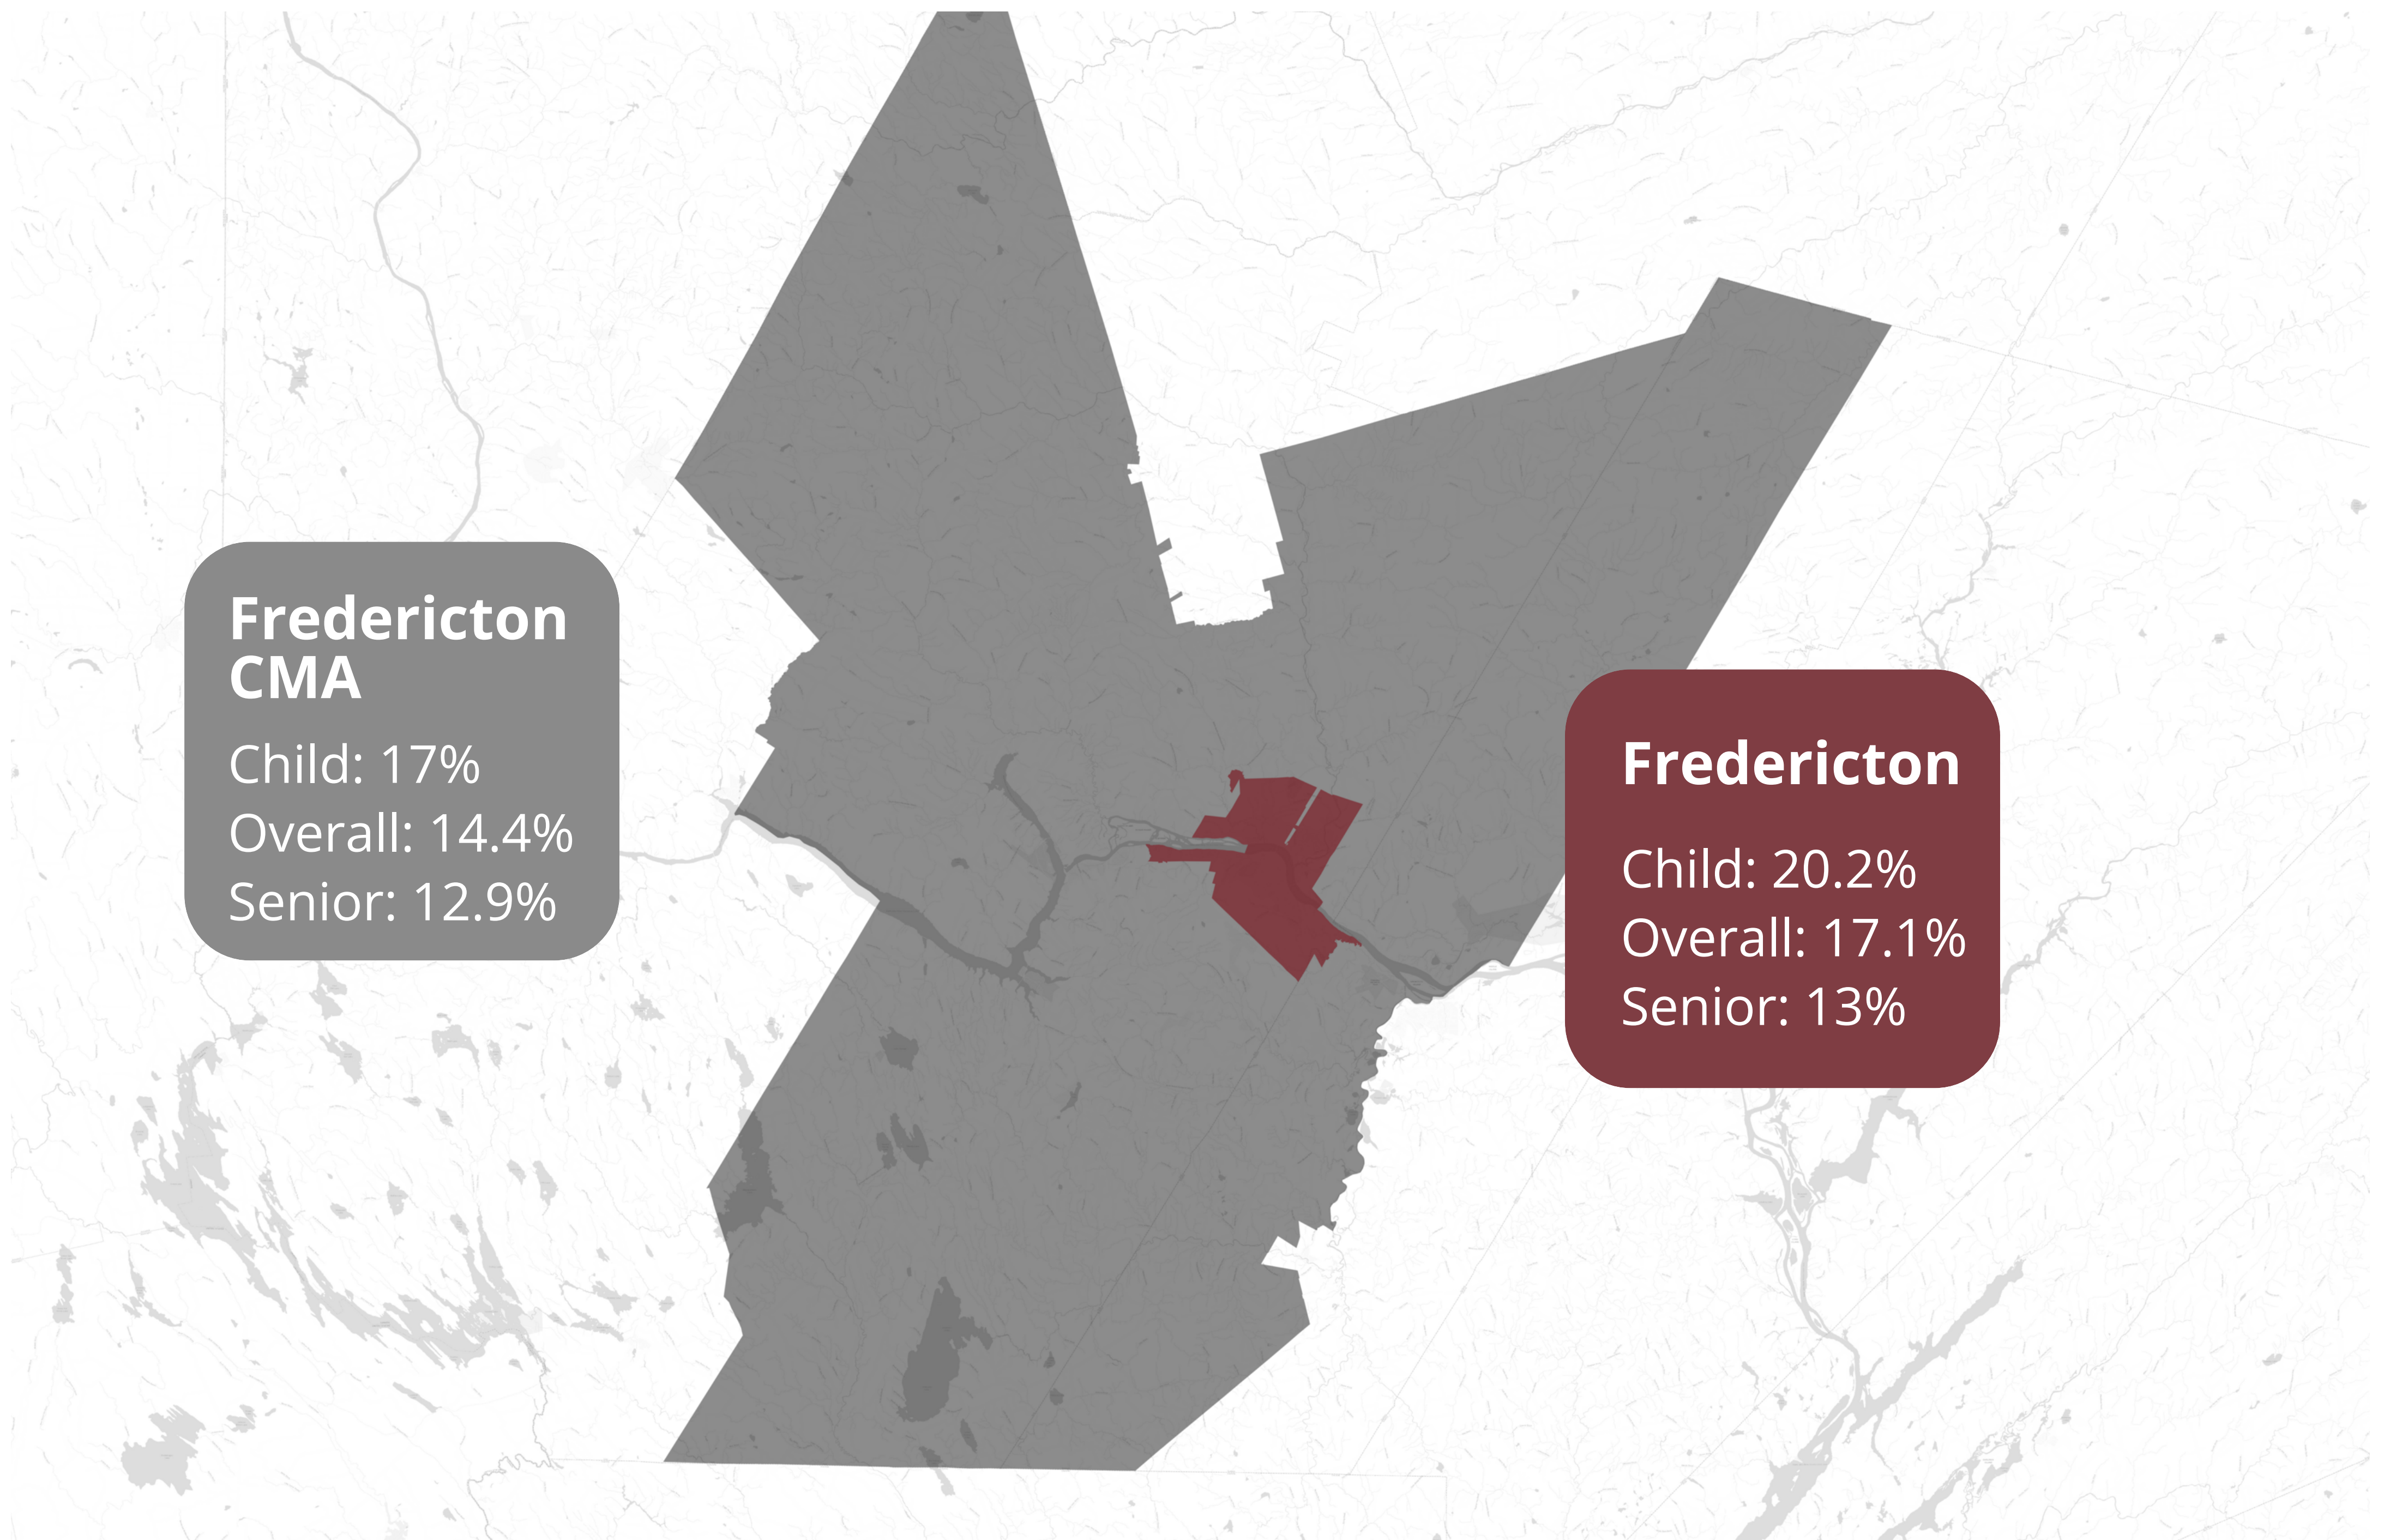 Fredericton
CMA
Child: 17%
Overall: 14.4%
Senior: 12.9%
Fredericton
Child: 20.2%
Overall: 17.1%
Senior: 13%